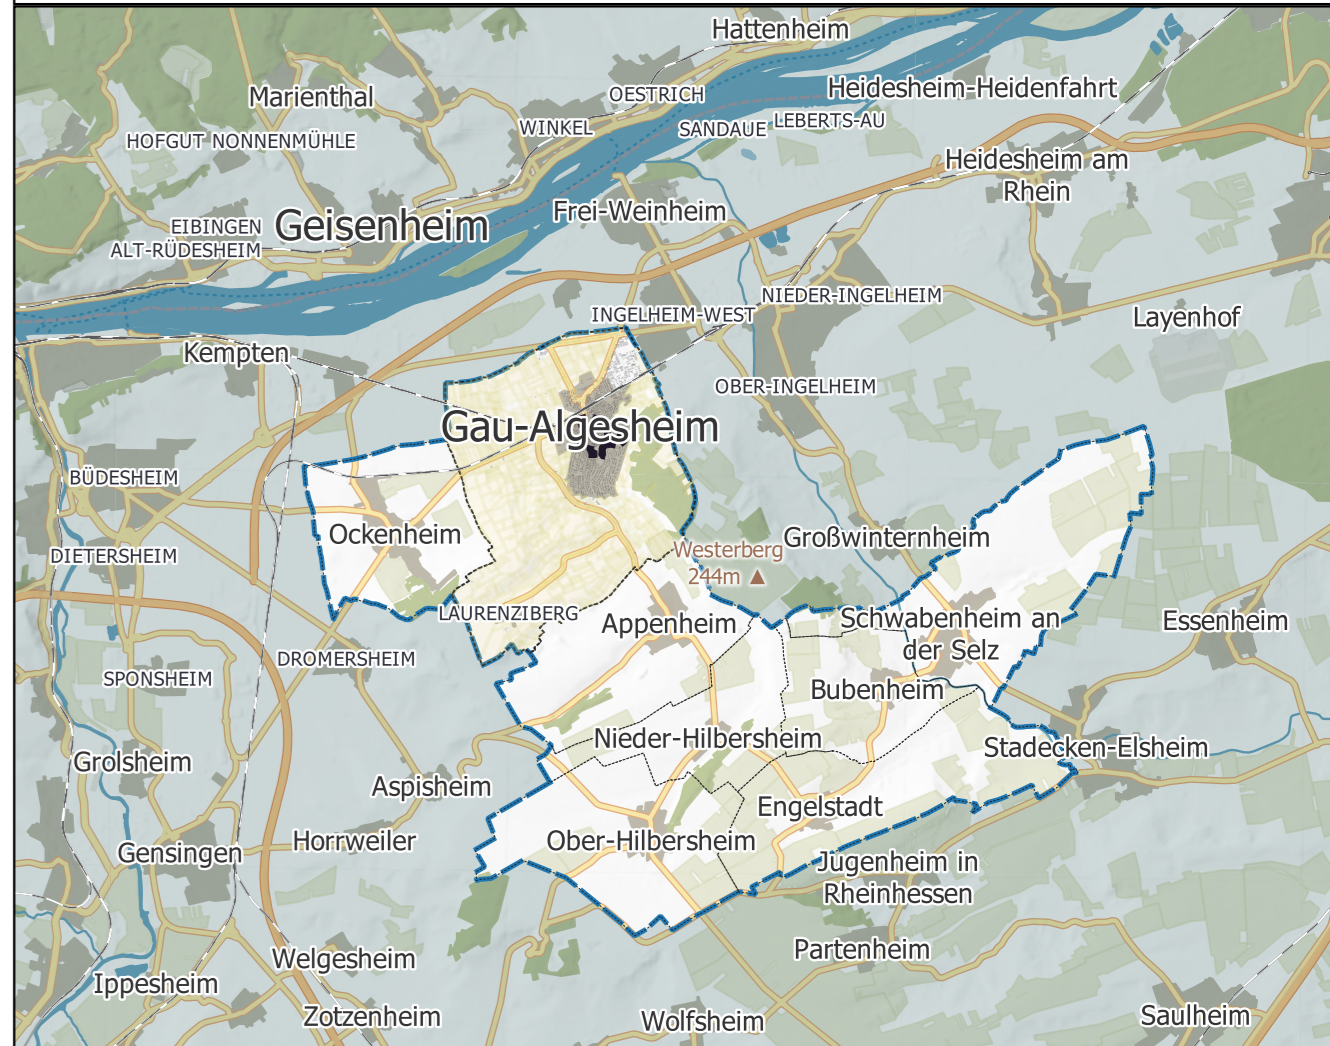 Hattenheim
OESTRICH
Heidesheim-Heidenfahrt
Marienthal
WINKEL
SANDAUE
LEBERTS-AU
HOFGUT NONNENMÜHLE
Heidesheim am
Rhein
EIBINGEN
Geisenheim
Frei-Weinheim
ALT-RÜDESHEIM
NIEDER-INGELHEIM
INGELHEIM-WEST
Layenhof
Kempten
OBER-INGELHEIM
Gau-Algesheim
BÜDESHEIM
Ockenheim
Großwinternheim
DIETERSHEIM
Westerberg
244m ▲
LAURENZIBERG
Appenheim
Schwabenheim an
der Selz
Essenheim
DROMERSHEIM
SPONSHEIM
Bubenheim
Nieder-Hilbersheim
Stadecken-Elsheim
Grolsheim
Aspisheim
Engelstadt
Horrweiler
Ober-Hilbersheim
Gensingen
Jugenheim in
Rheinhessen
Partenheim
Welgesheim
Ippesheim
Zotzenheim
Wolfsheim
Saulheim